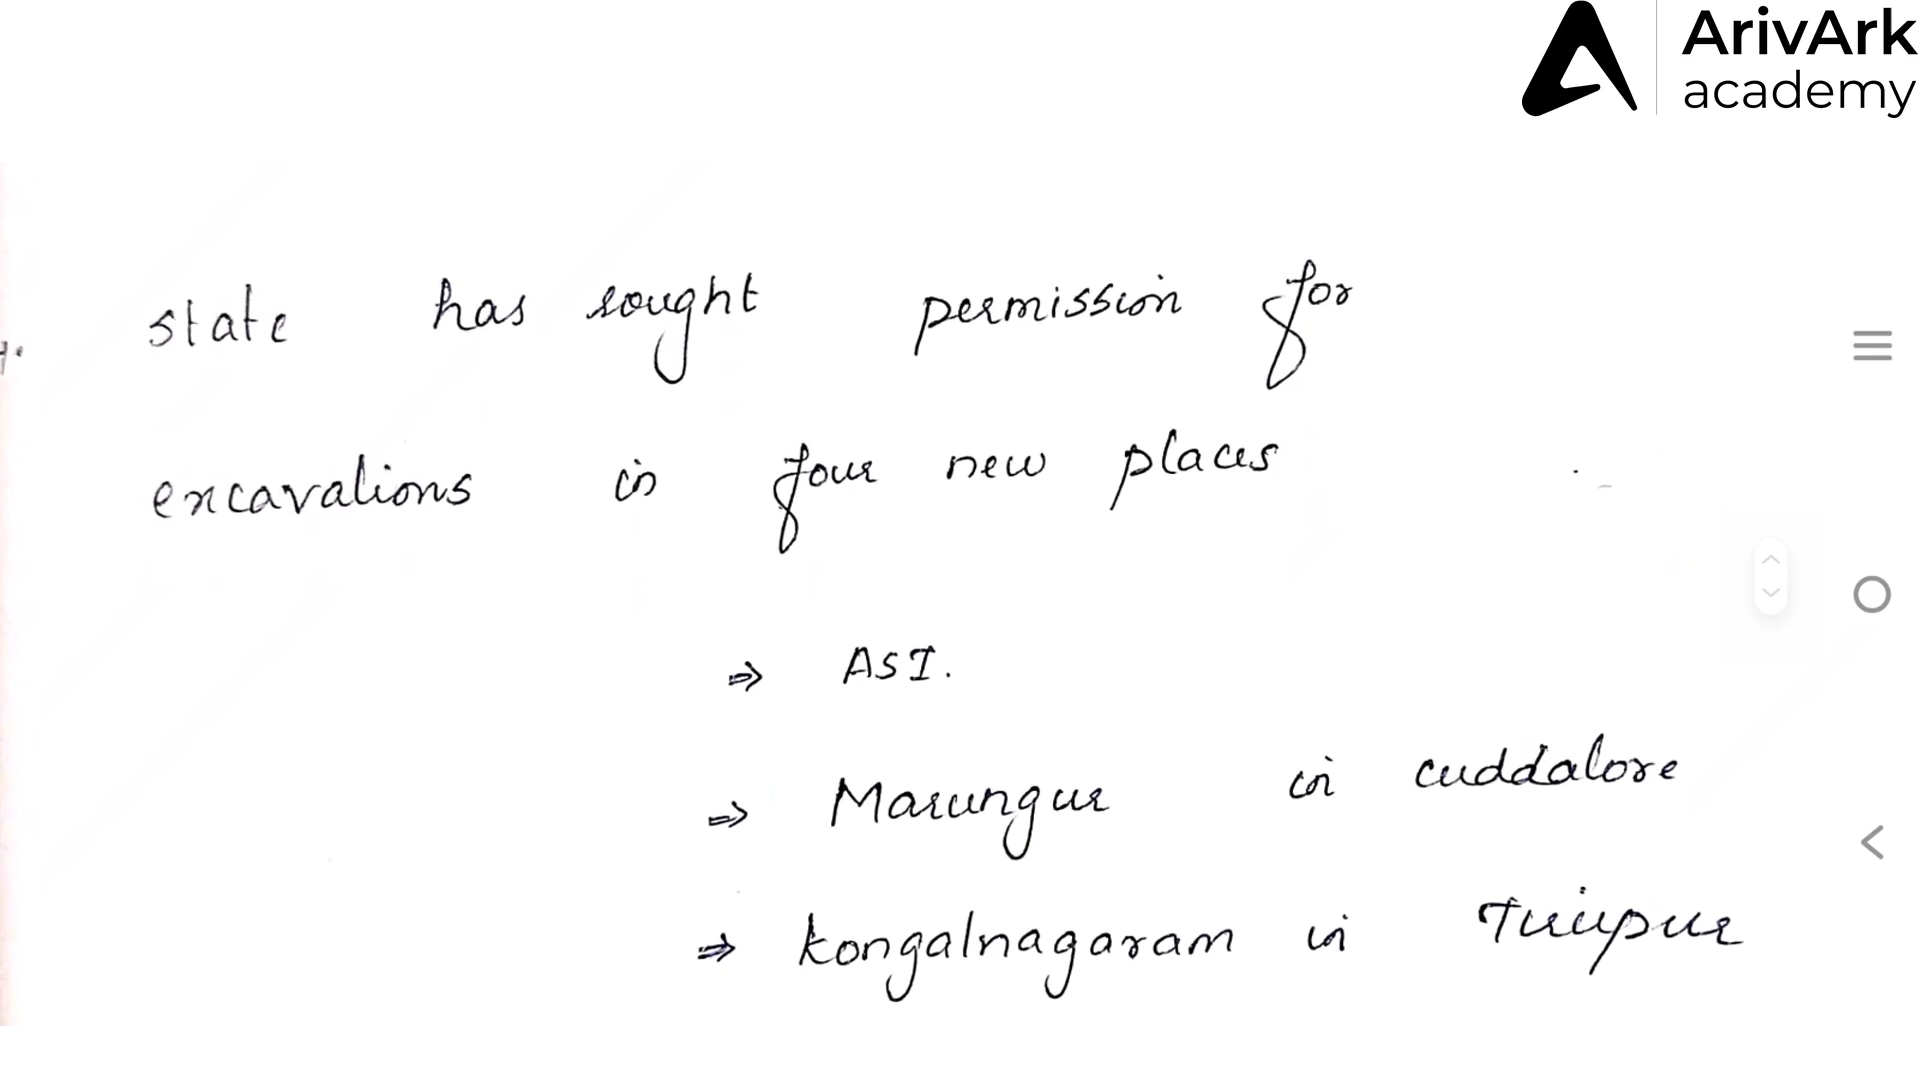 ArivArk
academy
state has sought permission for
excavations in four new places
⇒ ASI.
⇒ Marungur in cuddalore
⇒ kongalnagaram in Tirupur